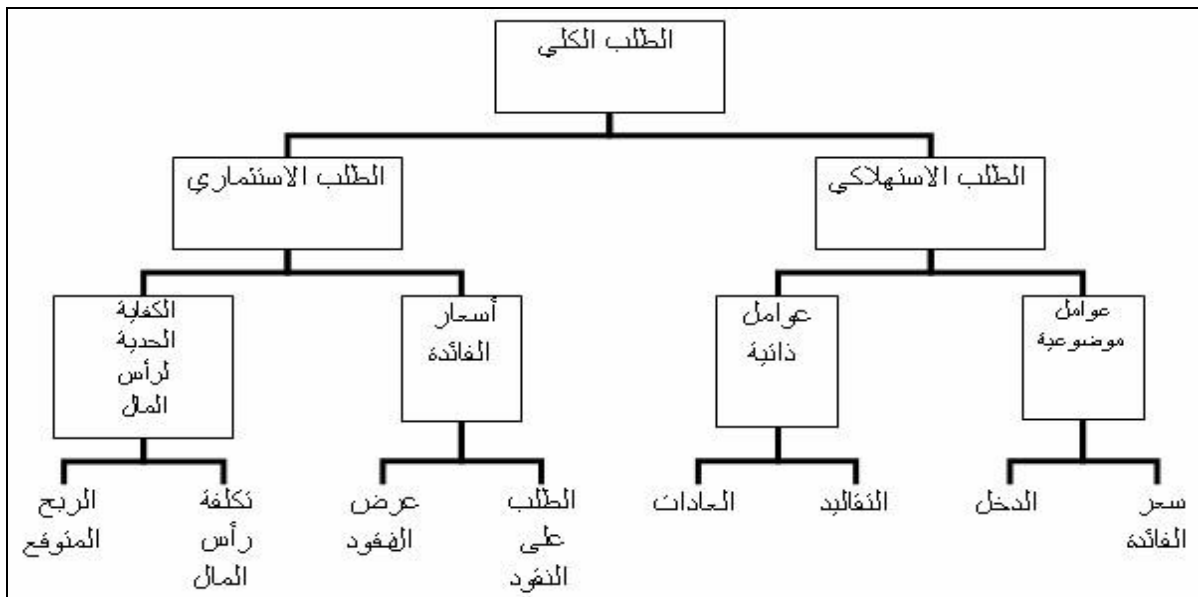 الطلب الكلي
الطلب الاستهلاكي
الطلب الاستثماري
عوامل
موضوعية
عوامل
ذاتية
أسعار
الفائدة
الكفاية
الحدية
لرأس
المال
سعر
الفائدة
الدخل
التقاليد
العادات
الطلب
على
النقود
عرض
النقود
تكلفة
رأس
المال
الربح
المتوقع